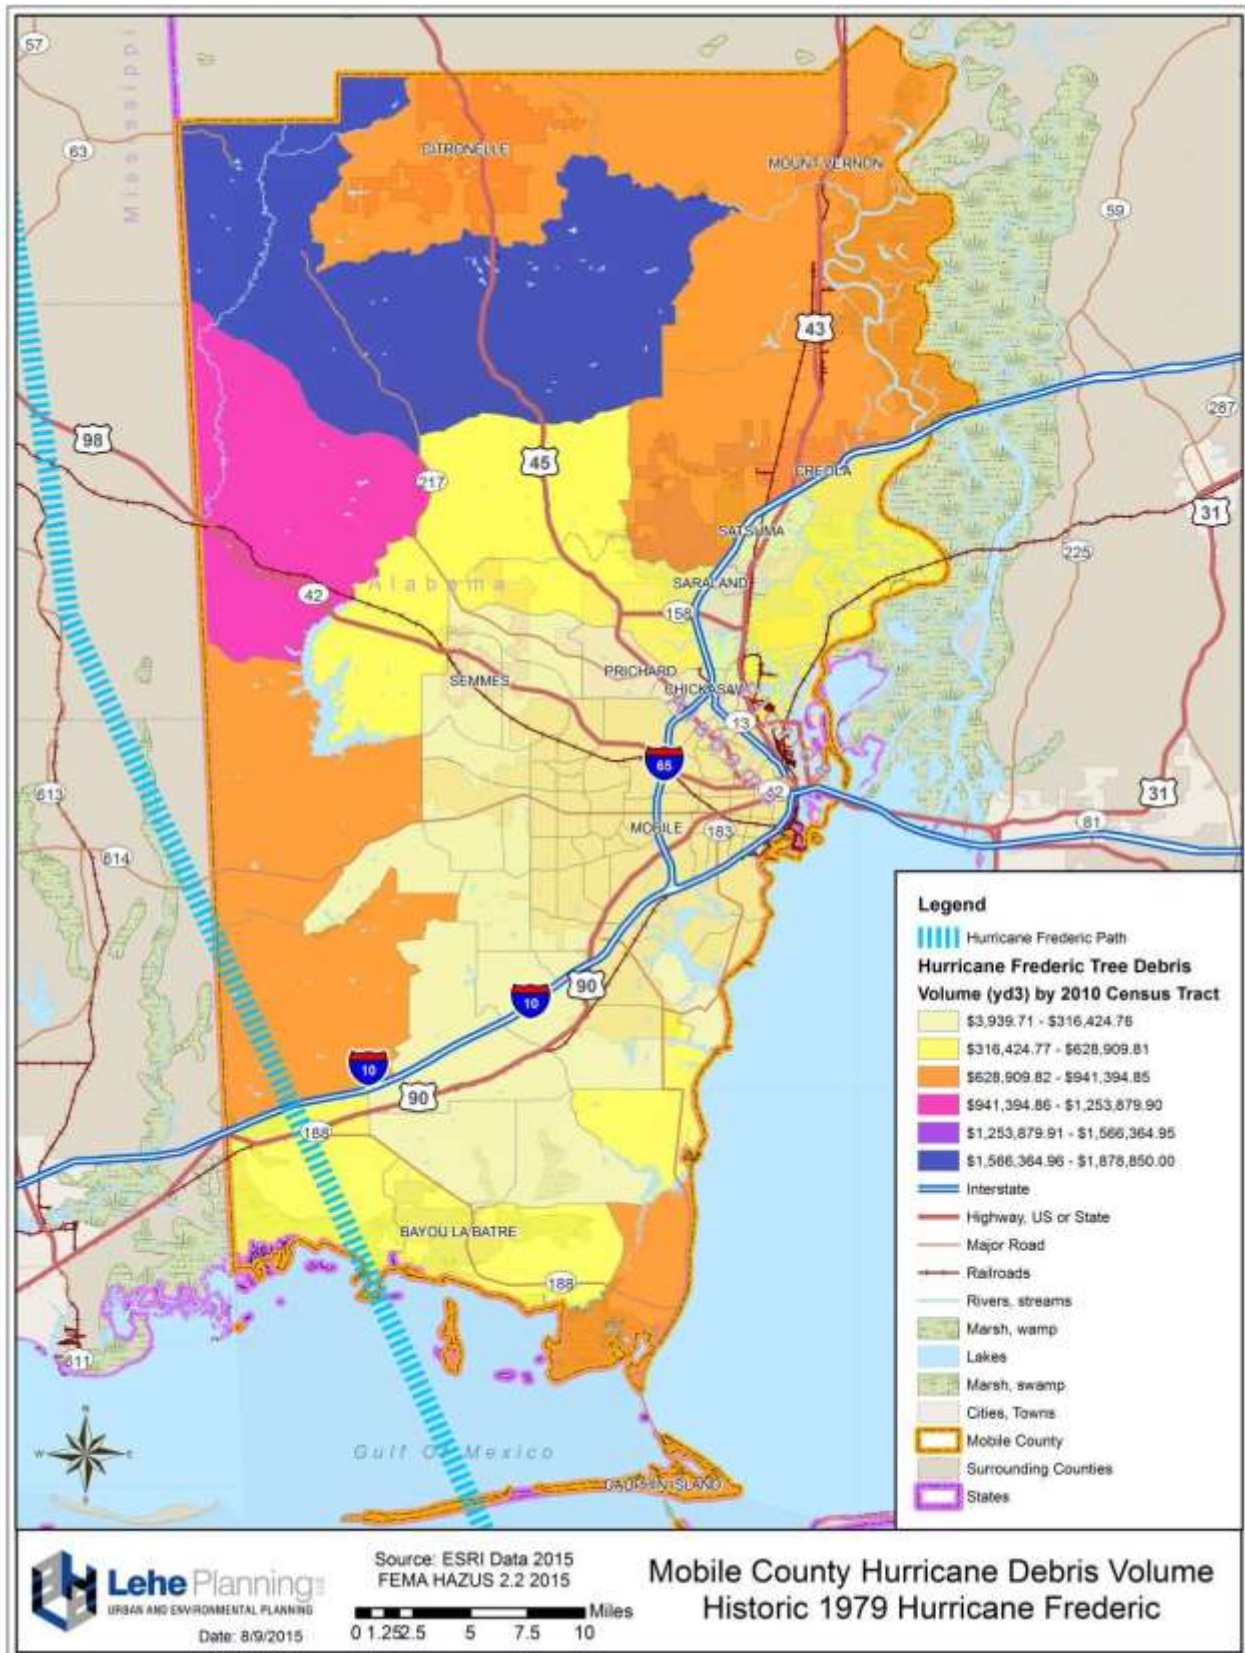 57
Mississippi
63
CITRONELLE
MOUNT VERNON
59
43
98
45
217
287
CREOLA
31
SATSUMA
225
Alabama
SARALAND
42
158
PRICHARD
SEMMES
CHICKASAW
13
65
613
42
31
MOBILE
183
81
614
90
10
10
90
188
BAYOU LA BATRE
188
611
Gulf Of Mexico
DAUPHIN ISLAND
N
W
E
S
Legend
Hurricane Frederic Path
Hurricane Frederic Tree Debris
Volume (yd3) by 2010 Census Tract
$3,939.71 - $316,424.76
$316,424.77 - $628,909.81
$628,909.82 - $941,394.85
$941,394.86 - $1,253,879.90
$1,253,879.91 - $1,566,364.95
$1,566,364.96 - $1,878,850.00
Interstate
Highway, US or State
Major Road
Railroads
Rivers, streams
Marsh, wamp
Lakes
Marsh, swamp
Cities, Towns
Mobile County
Surrounding Counties
States
Lehe Planning
URBAN AND ENVIRONMENTAL PLANNING
Date: 8/9/2015
Source: ESRI Data 2015
FEMA HAZUS 2.2 2015
Miles
0 1.252.5 5 7.5 10
Mobile County Hurricane Debris Volume
Historic 1979 Hurricane Frederic